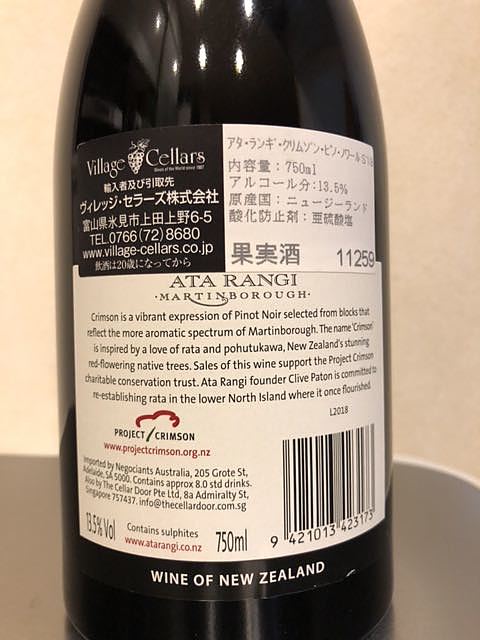 Village Cellars
Wines of the World since 1987
輸入者及び引取先
ヴィレッジ・セラーズ株式会社
富山県氷見市上田上野6-5
TEL.0766(72)8680
www.village-cellars.co.jp
飲酒は20歳になってから
アタ・ランギ・クリムゾン・ピノ・ノワールS18
内容量:750ml
アルコール分:13.5%
原産国:ニュージーランド
酸化防止剤:亜硫酸塩
果実酒 11259
ATA RANGI
·MARTINBOROUGH·
Crimson is a vibrant expression of Pinot Noir selected from blocks that
reflect the more aromatic spectrum of Martinborough. The name 'Crimson'
is inspired by a love of rata and pohutukawa, New Zealand's stunning
red-flowering native trees. Sales of this wine support the Project Crimson
charitable conservation trust. Ata Rangi founder Clive Paton is committed to
re-establishing rata in the lower North Island where it once flourished.
L2018
PROJECT CRIMSON
www.projectcrimson.org.nz
Imported by Negociants Australia, 205 Grote St,
Adelaide, SA 5000. Contains approx 8.0 std drinks.
Also by The Cellar Door Pte Ltd, 8a Admiralty St,
Singapore 757437. info@thecellardoor.com.sg
13.5% Vol Contains sulphites 750ml
www.atarangi.co.nz
9 421013 423173
WINE OF NEW ZEALAND